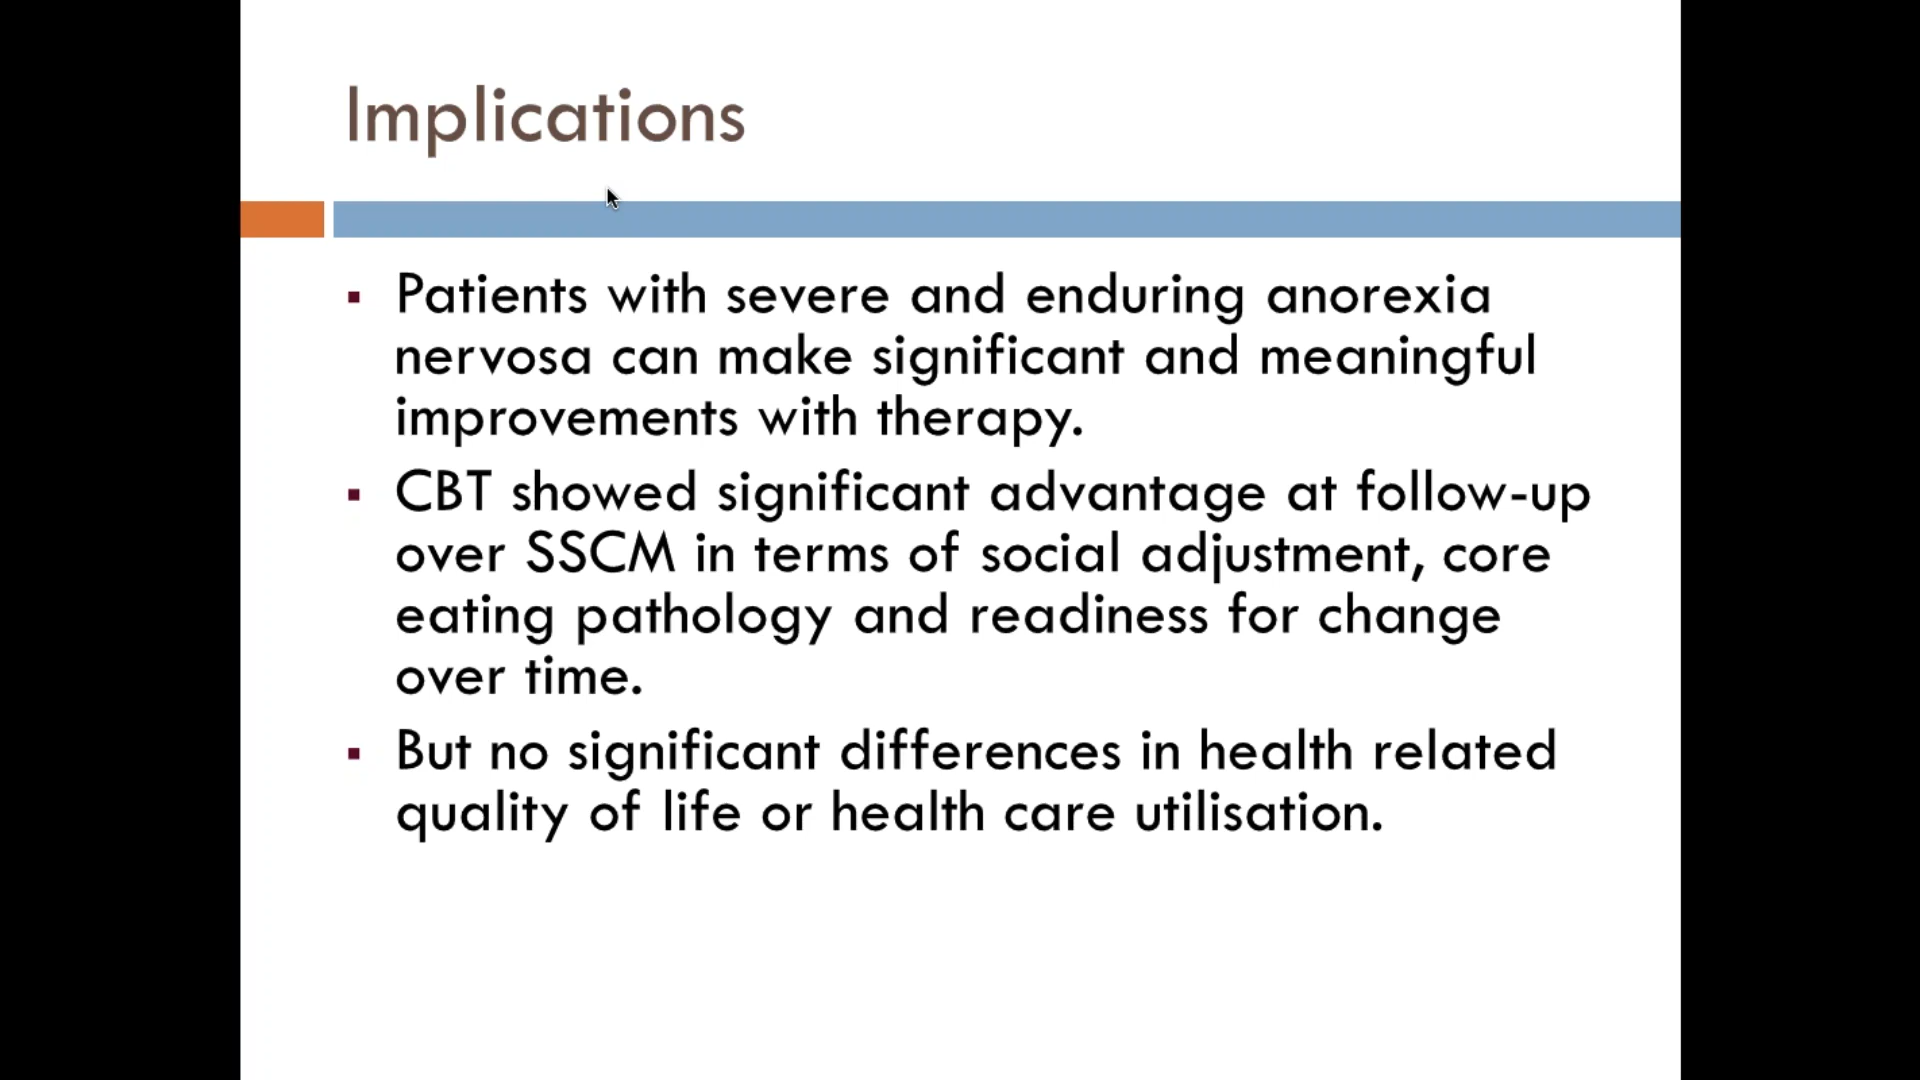 Implications
▪ Patients with severe and enduring anorexia
nervosa can make significant and meaningful
improvements with therapy.
▪ CBT showed significant advantage at follow-up
over SSCM in terms of social adjustment, core
eating pathology and readiness for change
over time.
▪ But no significant differences in health related
quality of life or health care utilisation.